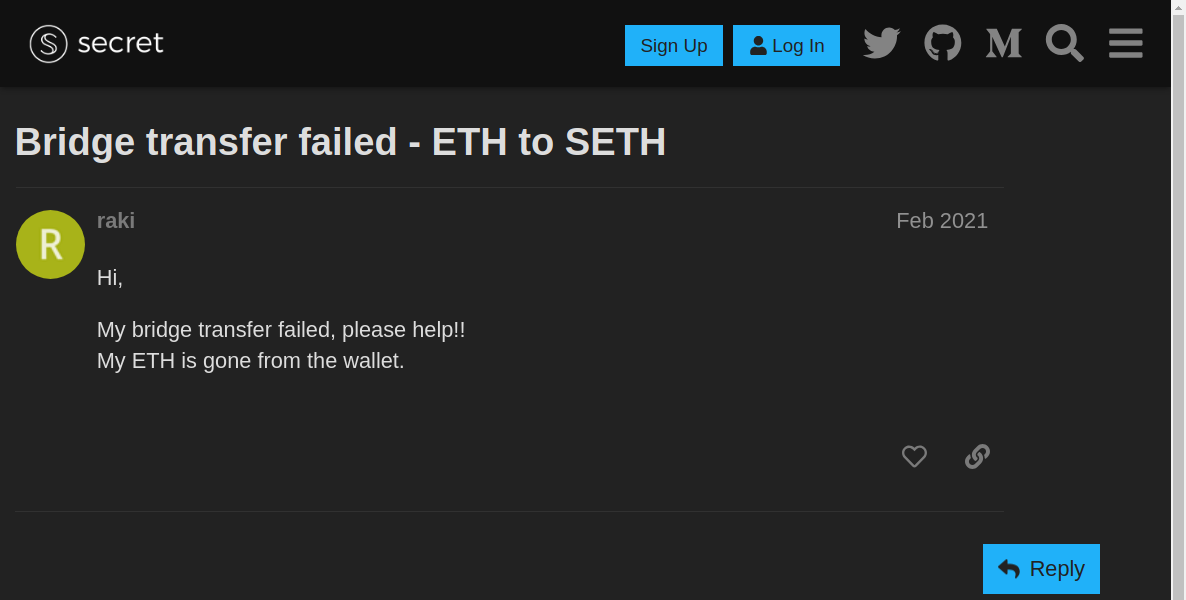 secret
Sign Up
Log In
Bridge transfer failed - ETH to SETH
R
raki
Feb 2021
Hi,
My bridge transfer failed, please help!!
My ETH is gone from the wallet.
Reply